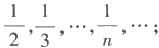 1/2, 1/3, ⋯, 1/n, ⋯;